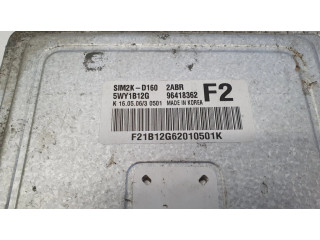 SIM2K-D160 2ABR
5WY1B12G 96418362 F2
K 16.05.06/3 0501 MADE IN KOREA
F21B12G62010501K